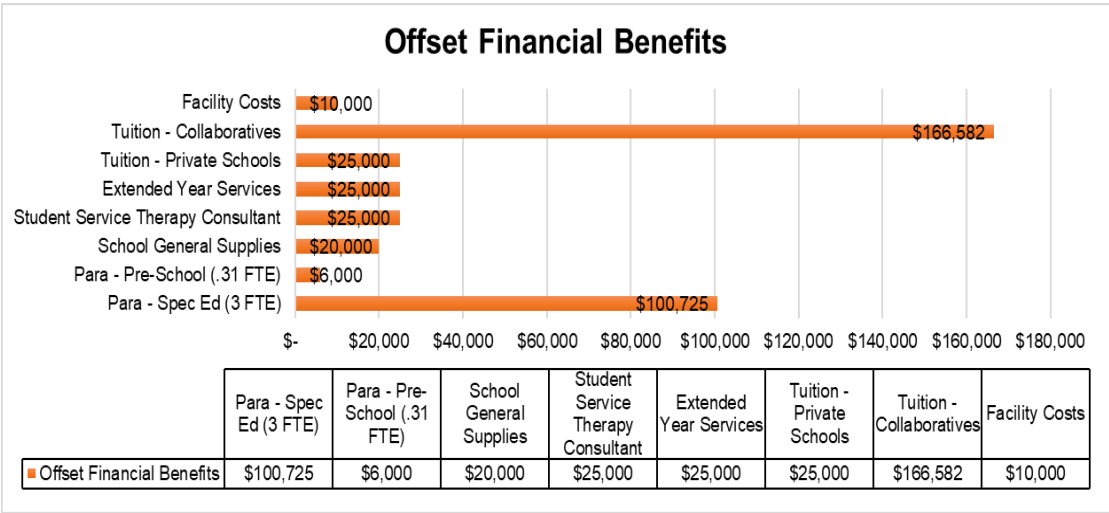 Offset Financial Benefits
Facility Costs $10,000
Tuition - Collaboratives $166,582
Tuition - Private Schools $25,000
Extended Year Services $25,000
Student Service Therapy Consultant $25,000
School General Supplies $20,000
Para - Pre-School (.31 FTE) $6,000
Para - Spec Ed (3 FTE) $100,725
$- $20,000 $40,000 $60,000 $80,000 $100,000 $120,000 $140,000 $160,000 $180,000
Para - Spec
Ed (3 FTE)
Para - Pre-
School (.31
FTE)
School
General
Supplies
Student
Service
Therapy
Consultant
Extended
Year Services
Tuition -
Private
Schools
Tuition -
Collaboratives
Facility Costs
Offset Financial Benefits $100,725 $6,000 $20,000 $25,000 $25,000 $25,000 $166,582 $10,000